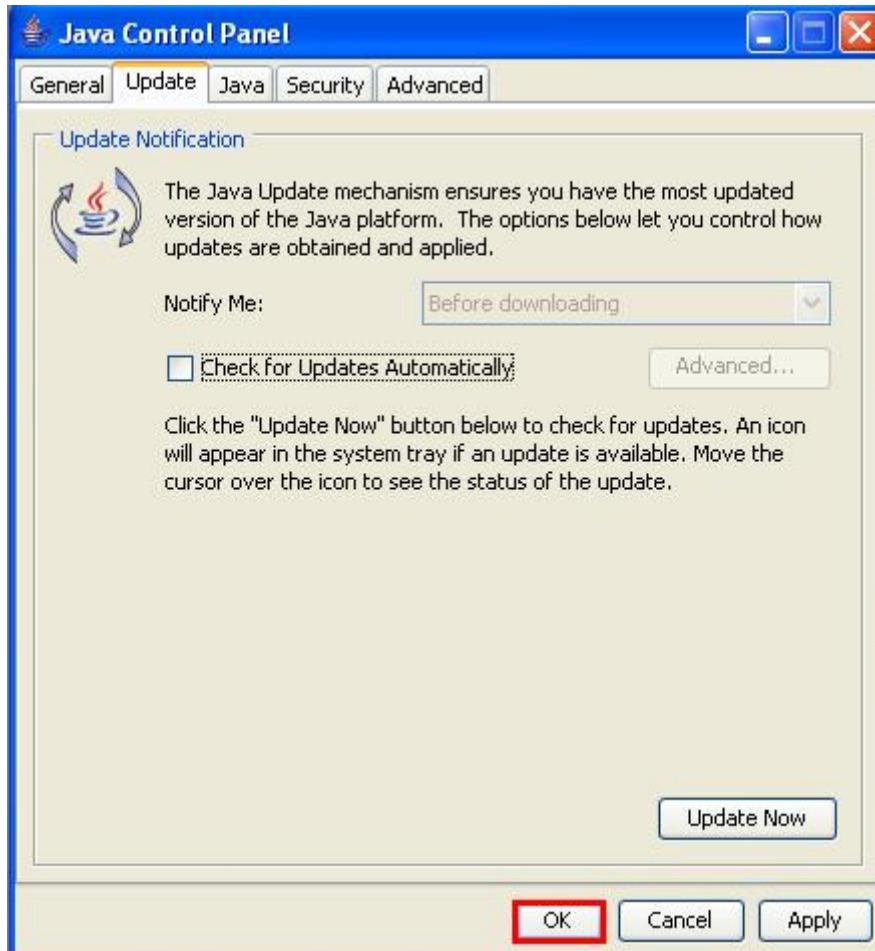 Java Control Panel
General Update Java Security Advanced
Update Notification
The Java Update mechanism ensures you have the most updated
version of the Java platform. The options below let you control how
updates are obtained and applied.
Notify Me: Before downloading
Check for Updates Automatically Advanced...
Click the "Update Now" button below to check for updates. An icon
will appear in the system tray if an update is available. Move the
cursor over the icon to see the status of the update.
Update Now
OK Cancel Apply